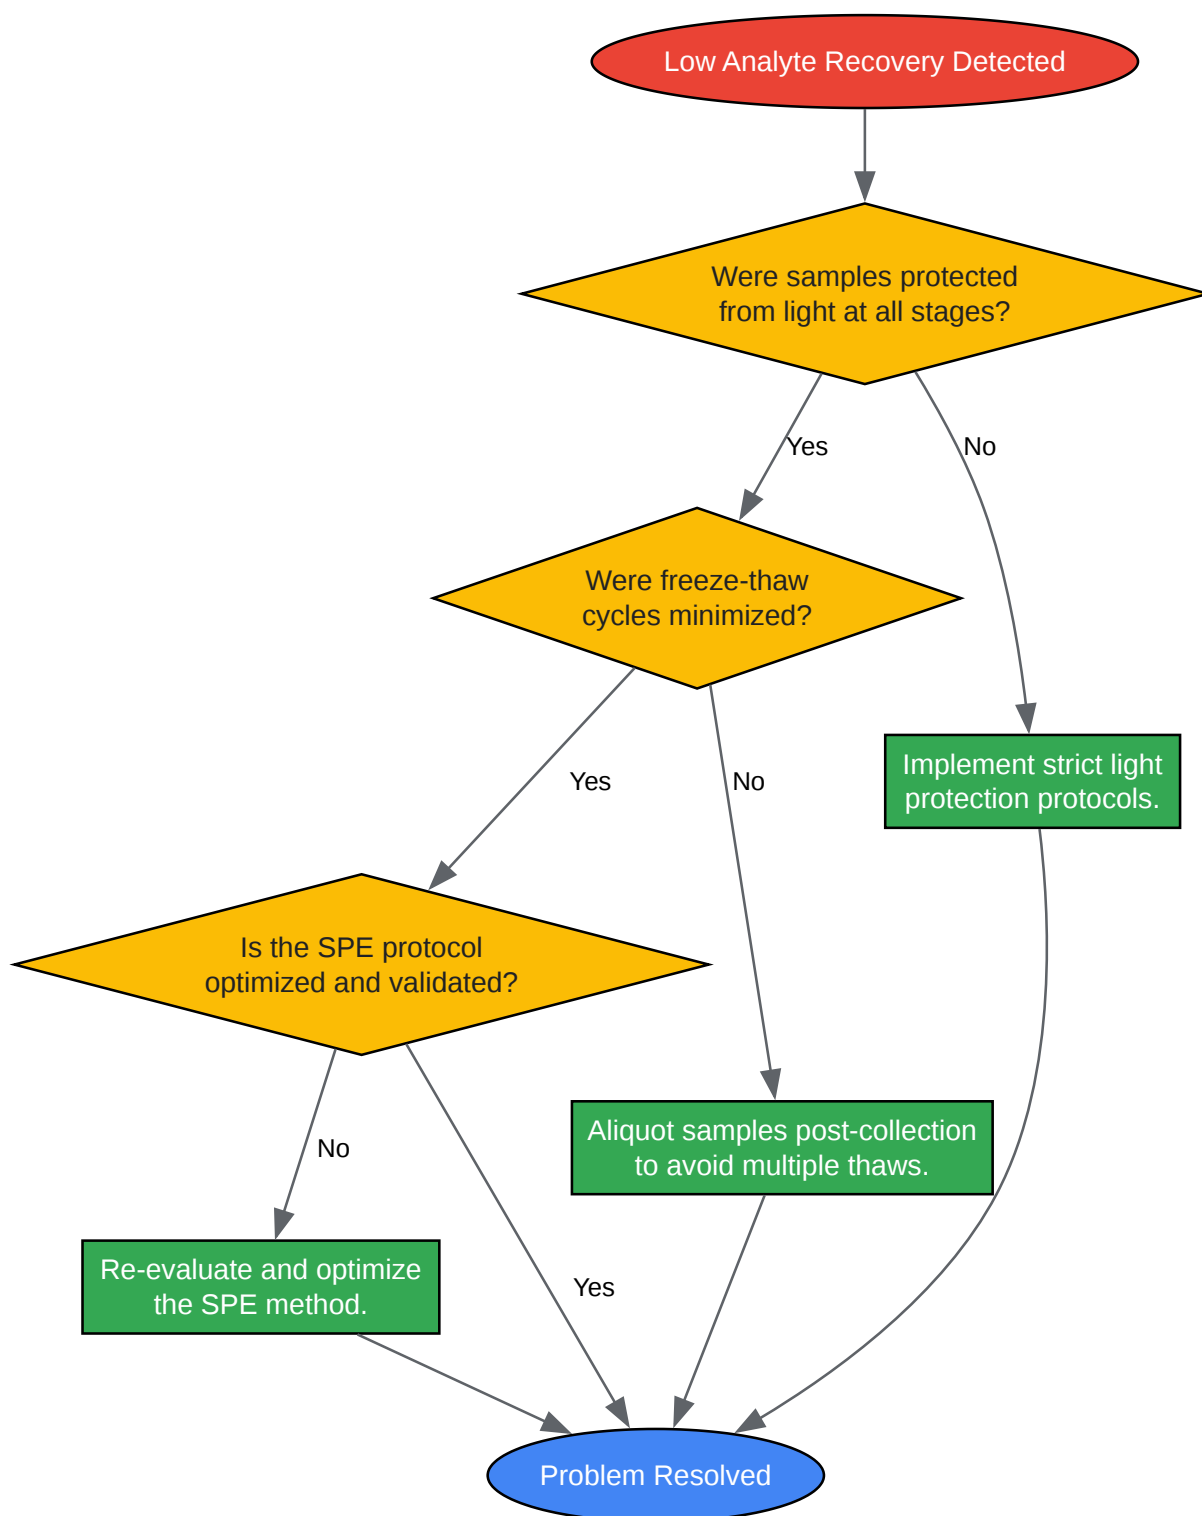 Low Analyte Recovery Detected
Were samples protected
from light at all stages?
Yes
No
Were freeze-thaw
cycles minimized?
Implement strict light
protection protocols.
Yes
No
Is the SPE protocol
optimized and validated?
Aliquot samples post-collection
to avoid multiple thaws.
No
Re-evaluate and optimize
the SPE method.
Yes
Problem Resolved